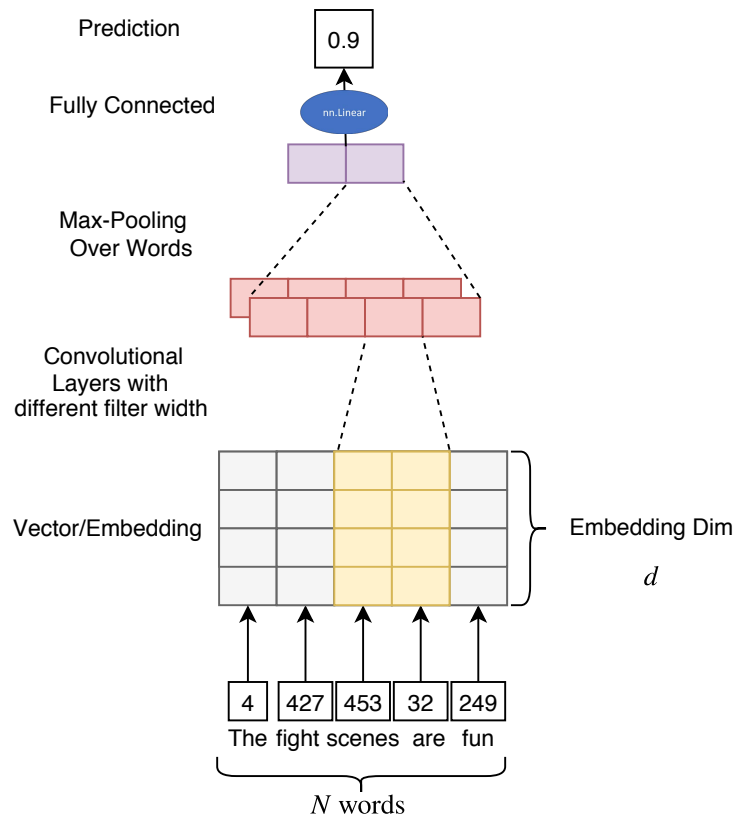 Prediction
0.9
Fully Connected
nn.Linear
Max-Pooling
Over Words
Convolutional
Layers with
different filter width
Vector/Embedding
Embedding Dim
d
4 427 453 32 249
The fight scenes are fun
N words